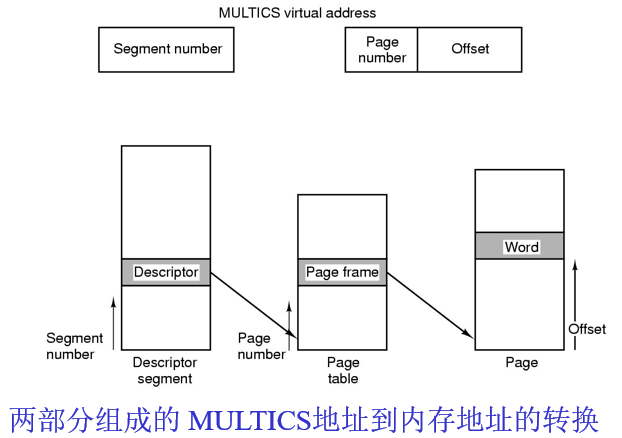 MULTICS virtual address
Segment number
Page
number
Offset
Descriptor
Page frame
Word
Segment
number
Page
number
Offset
Descriptor
segment
Page
table
Page
两部分组成的 MULTICS地址到内存地址的转换